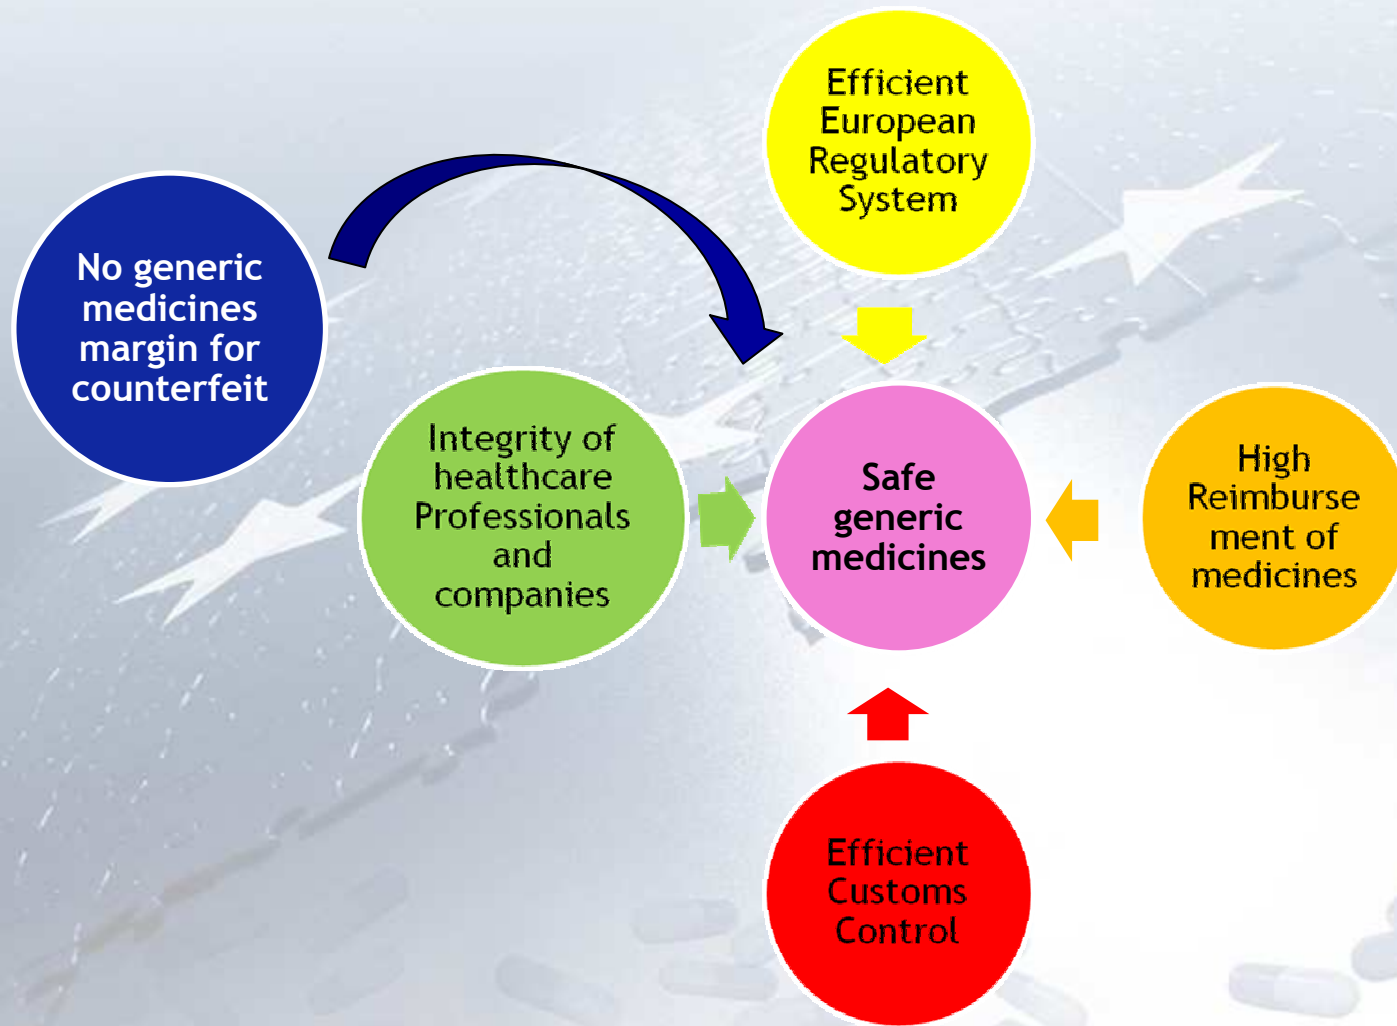 Efficient
European
Regulatory
System
No generic
medicines
margin for
counterfeit
Integrity of
healthcare
Professionals
and
companies
Safe
generic
medicines
High
Reimburse
ment of
medicines
Efficient
Customs
Control